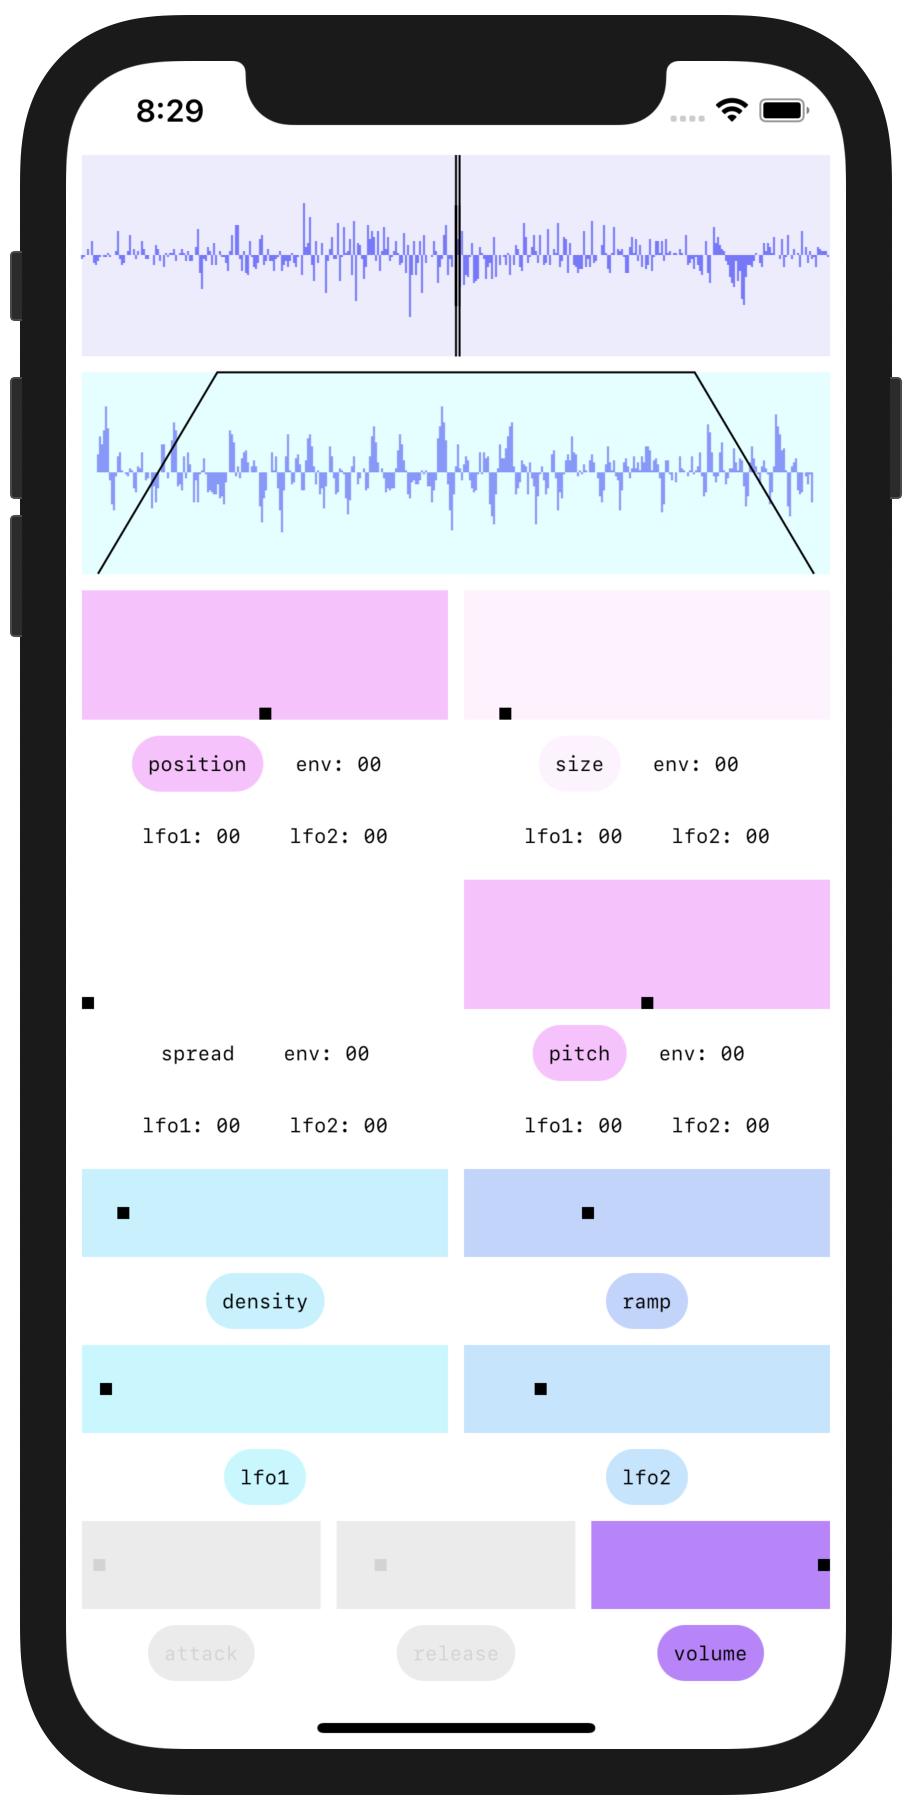 8:29
position env: 00 size env: 00
lfo1: 00 lfo2: 00 lfo1: 00 lfo2: 00
spread env: 00 pitch env: 00
lfo1: 00 lfo2: 00 lfo1: 00 lfo2: 00
density ramp
lfo1 lfo2
attack release volume